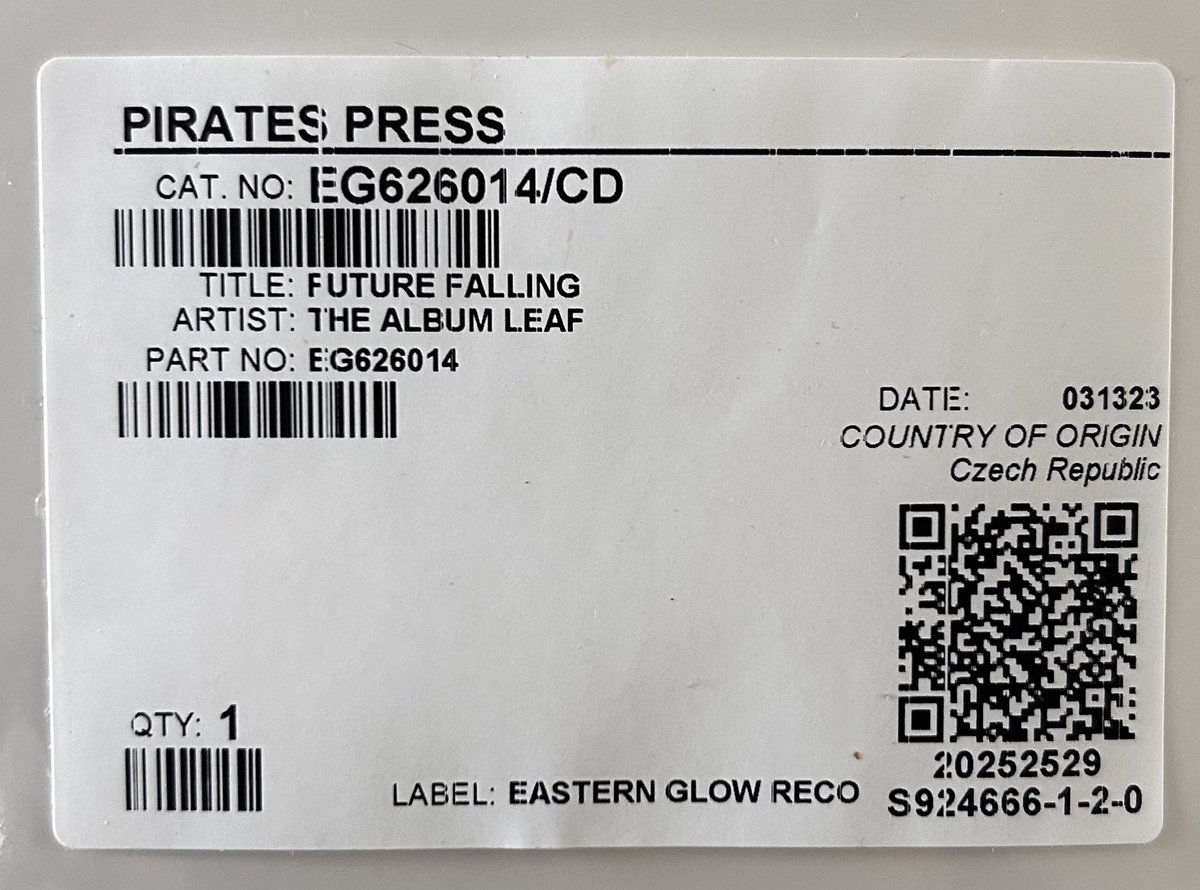 PIRATES PRESS
CAT. NO: EG626014/CD
TITLE: FUTURE FALLING
ARTIST: THE ALBUM LEAF
PART NO: EG626014
DATE: 031323
COUNTRY OF ORIGIN
Czech Republic
QTY: 1
LABEL: EASTERN GLOW RECO
20252529
S924666-1-2-0